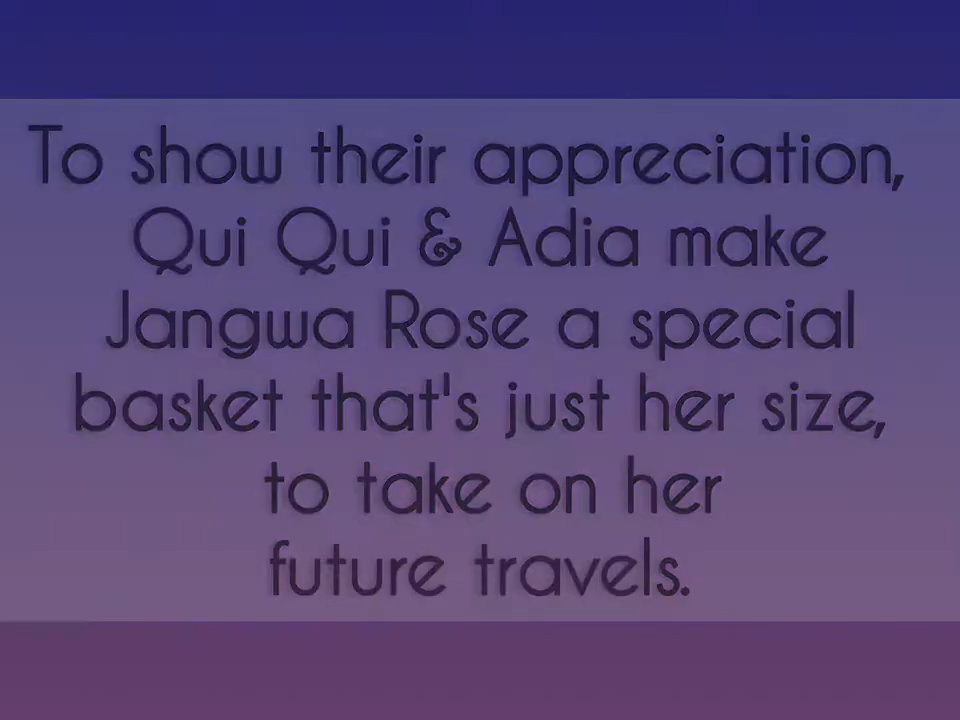 To show their appreciation,
Qui Qui & Adia make
Jangwa Rose a special
basket that's just her size,
to take on her
future travels.